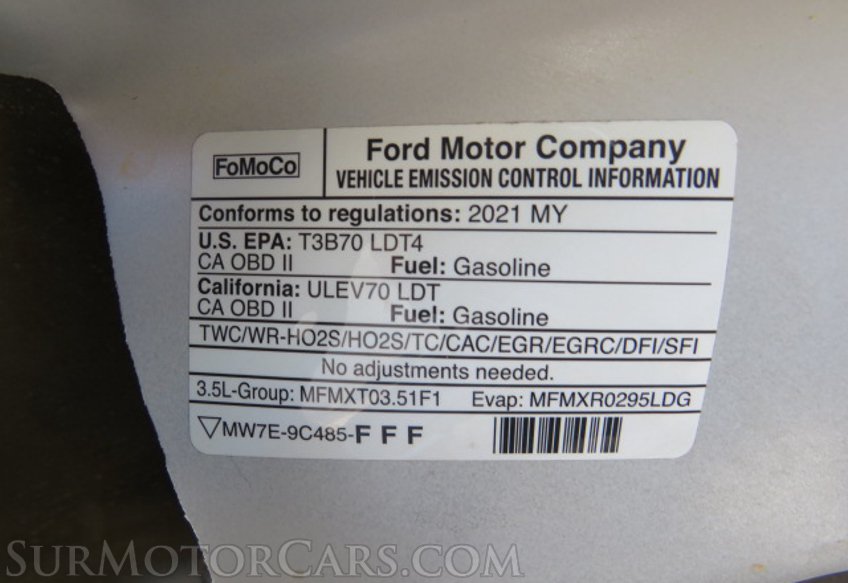 FoMoCo
Ford Motor Company
VEHICLE EMISSION CONTROL INFORMATION
Conforms to regulations: 2021 MY
U.S. EPA: T3B70 LDT4
CA OBD II Fuel: Gasoline
California: ULEV70 LDT
CA OBD II Fuel: Gasoline
TWC/WR-HO2S/HO2S/TC/CAC/EGR/EGRC/DFI/SFI
No adjustments needed.
3.5L-Group: MFMXT03.51F1 Evap: MFMXR0295LDG
▽MW7E-9C485-F F F
SURMOTORCARS.COM